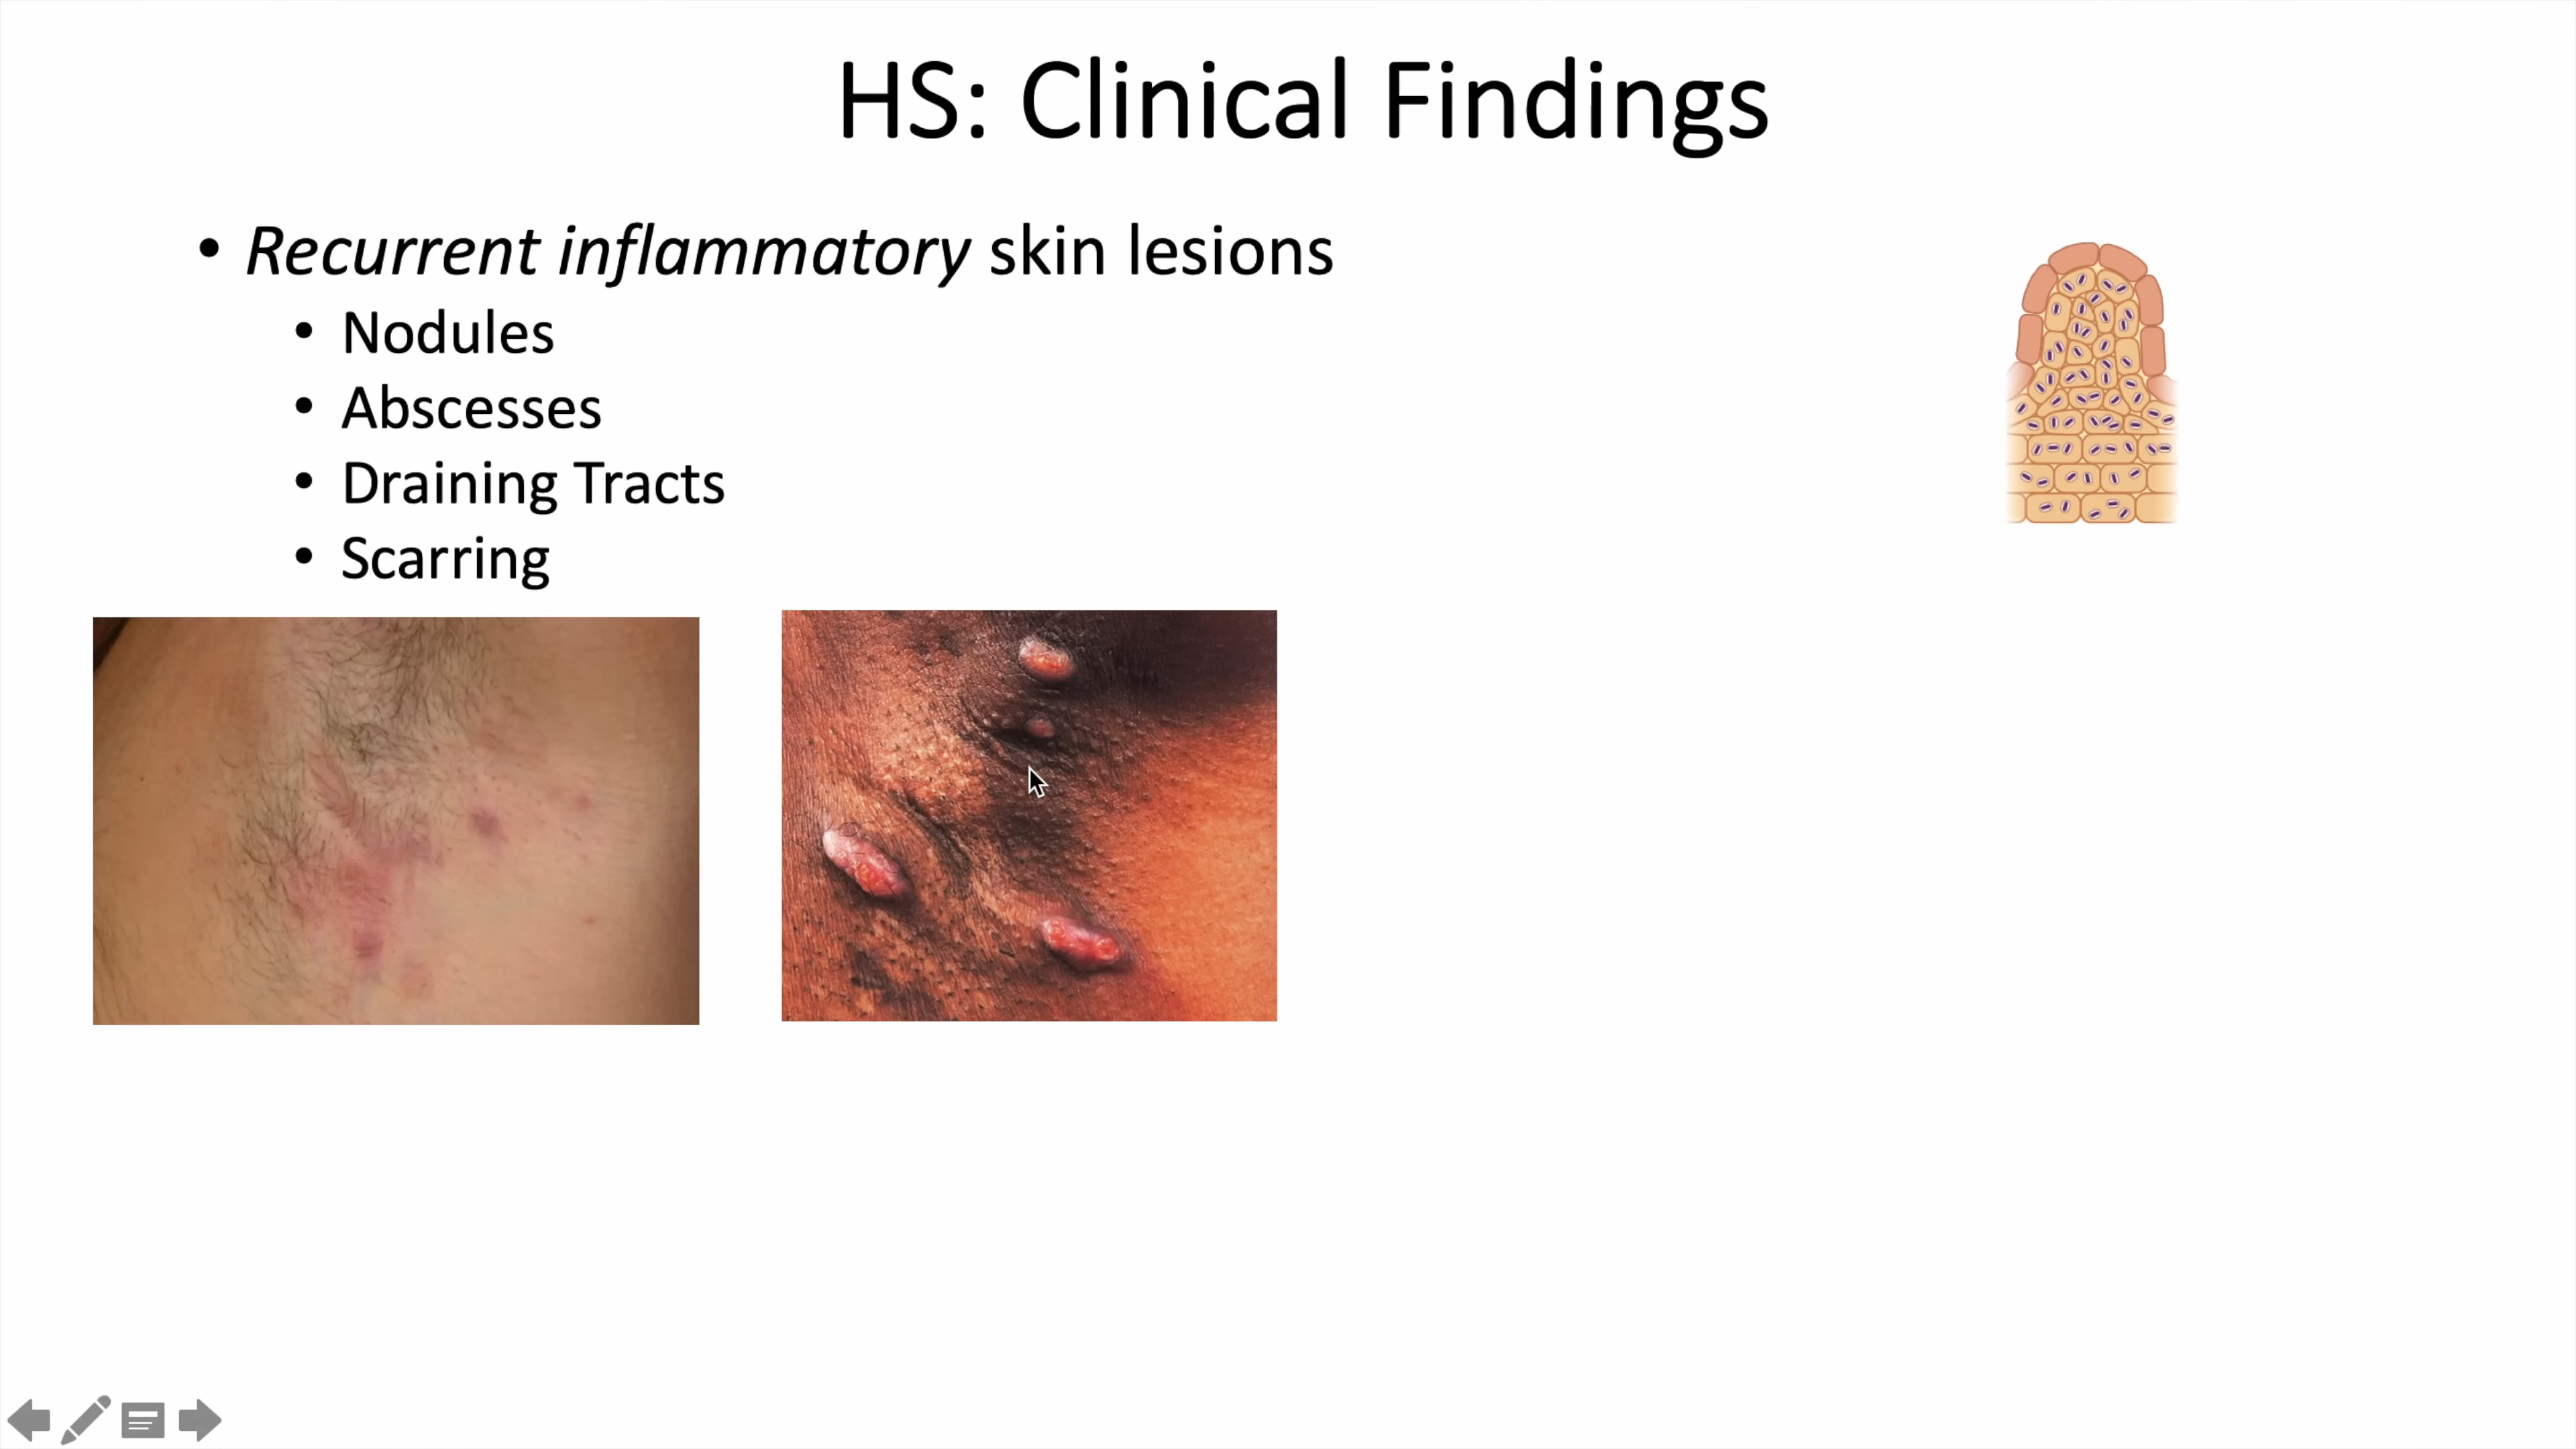 HS: Clinical Findings
• Recurrent inflammatory skin lesions
• Nodules
• Abscesses
• Draining Tracts
• Scarring